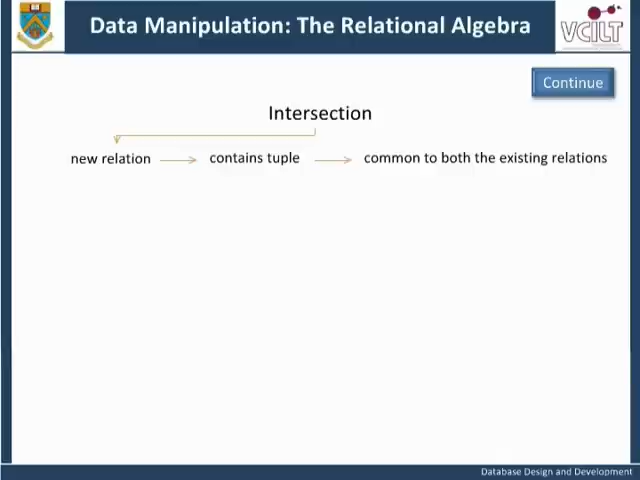 Data Manipulation: The Relational Algebra
VCILT
Continue
Intersection
new relation contains tuple common to both the existing relations
Database Design and Development